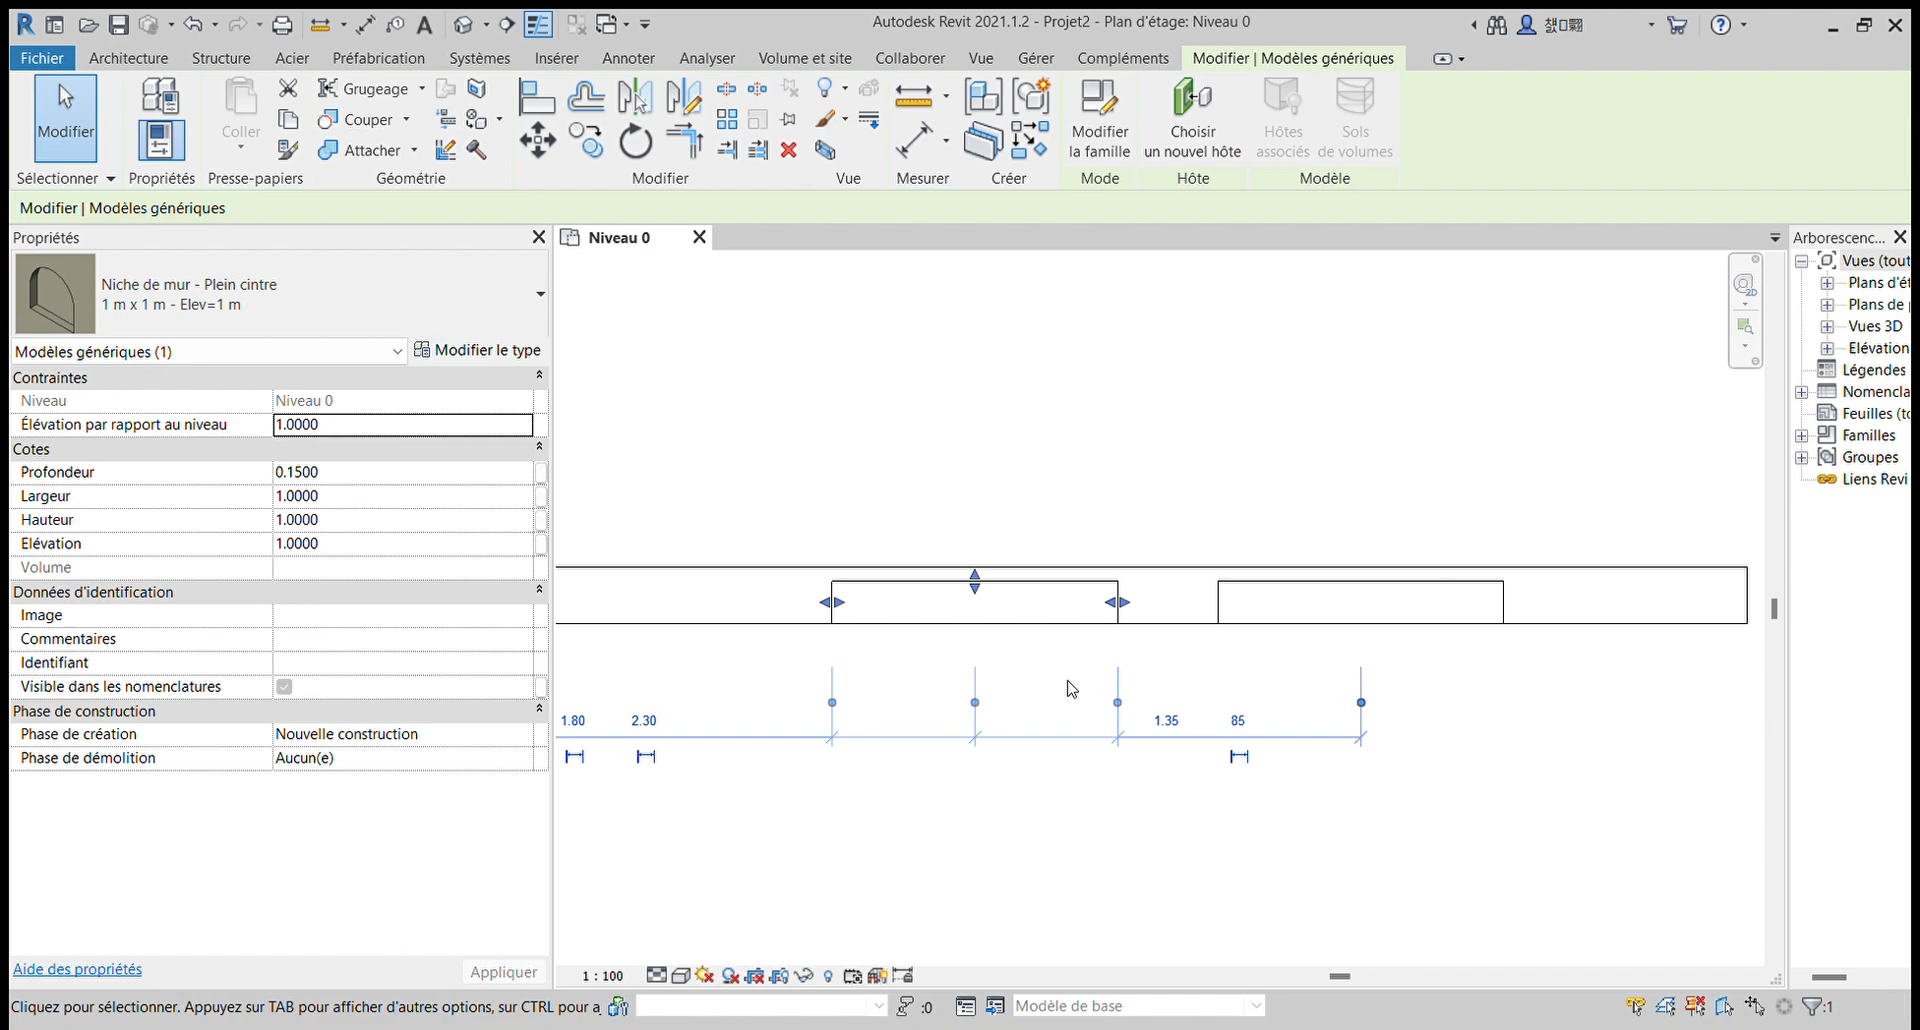 Autodesk Revit 2021.1.2 - Projet2 - Plan d'étage: Niveau 0
Fichier Architecture Structure Acier Préfabrication Systèmes Insérer Annoter Analyser Volume et site Collaborer Vue Gérer Compléments Modifier | Modèles génériques
Modifier
Coller
Grugeage
Couper
Attacher
Modifier
la famille
Choisir
un nouvel hôte
Hôtes
associés
Sols
de volumes
Sélectionner Propriétés Presse-papiers Géométrie Modifier Vue Mesurer Créer Mode Hôte Modèle
Modifier | Modèles génériques
Propriétés
Niche de mur - Plein cintre
1 m x 1 m - Elev=1 m
Modèles génériques (1) Modifier le type
Contraintes
Niveau Niveau 0
Élévation par rapport au niveau 1.0000
Cotes
Profondeur 0.1500
Largeur 1.0000
Hauteur 1.0000
Elévation 1.0000
Volume
Données d'identification
Image
Commentaires
Identifiant
Visible dans les nomenclatures
Phase de construction
Phase de création Nouvelle construction
Phase de démolition Aucun(e)
Aide des propriétés Appliquer
Niveau 0
1.80 2.30 1.35 85
1 : 100
Arborescenc...
Vues (tout
Plans d'ét
Plans de p
Vues 3D
Elévation
Légendes
Nomencla
Feuilles (to
Familles
Groupes
Liens Revi
Cliquez pour sélectionner. Appuyez sur TAB pour afficher d'autres options, sur CTRL pour a :0 Modèle de base :1